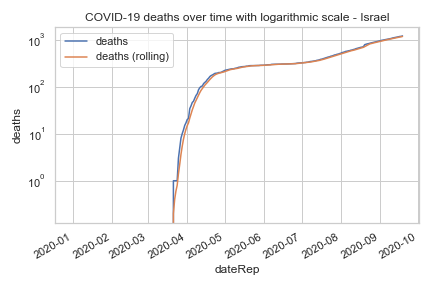 COVID-19 deaths over time with logarithmic scale - Israel
deaths
deaths (rolling)
10³
10²
10¹
10⁰
deaths
2020-01
2020-02
2020-03
2020-04
2020-05
2020-06
2020-07
2020-08
2020-09
2020-10
dateRep